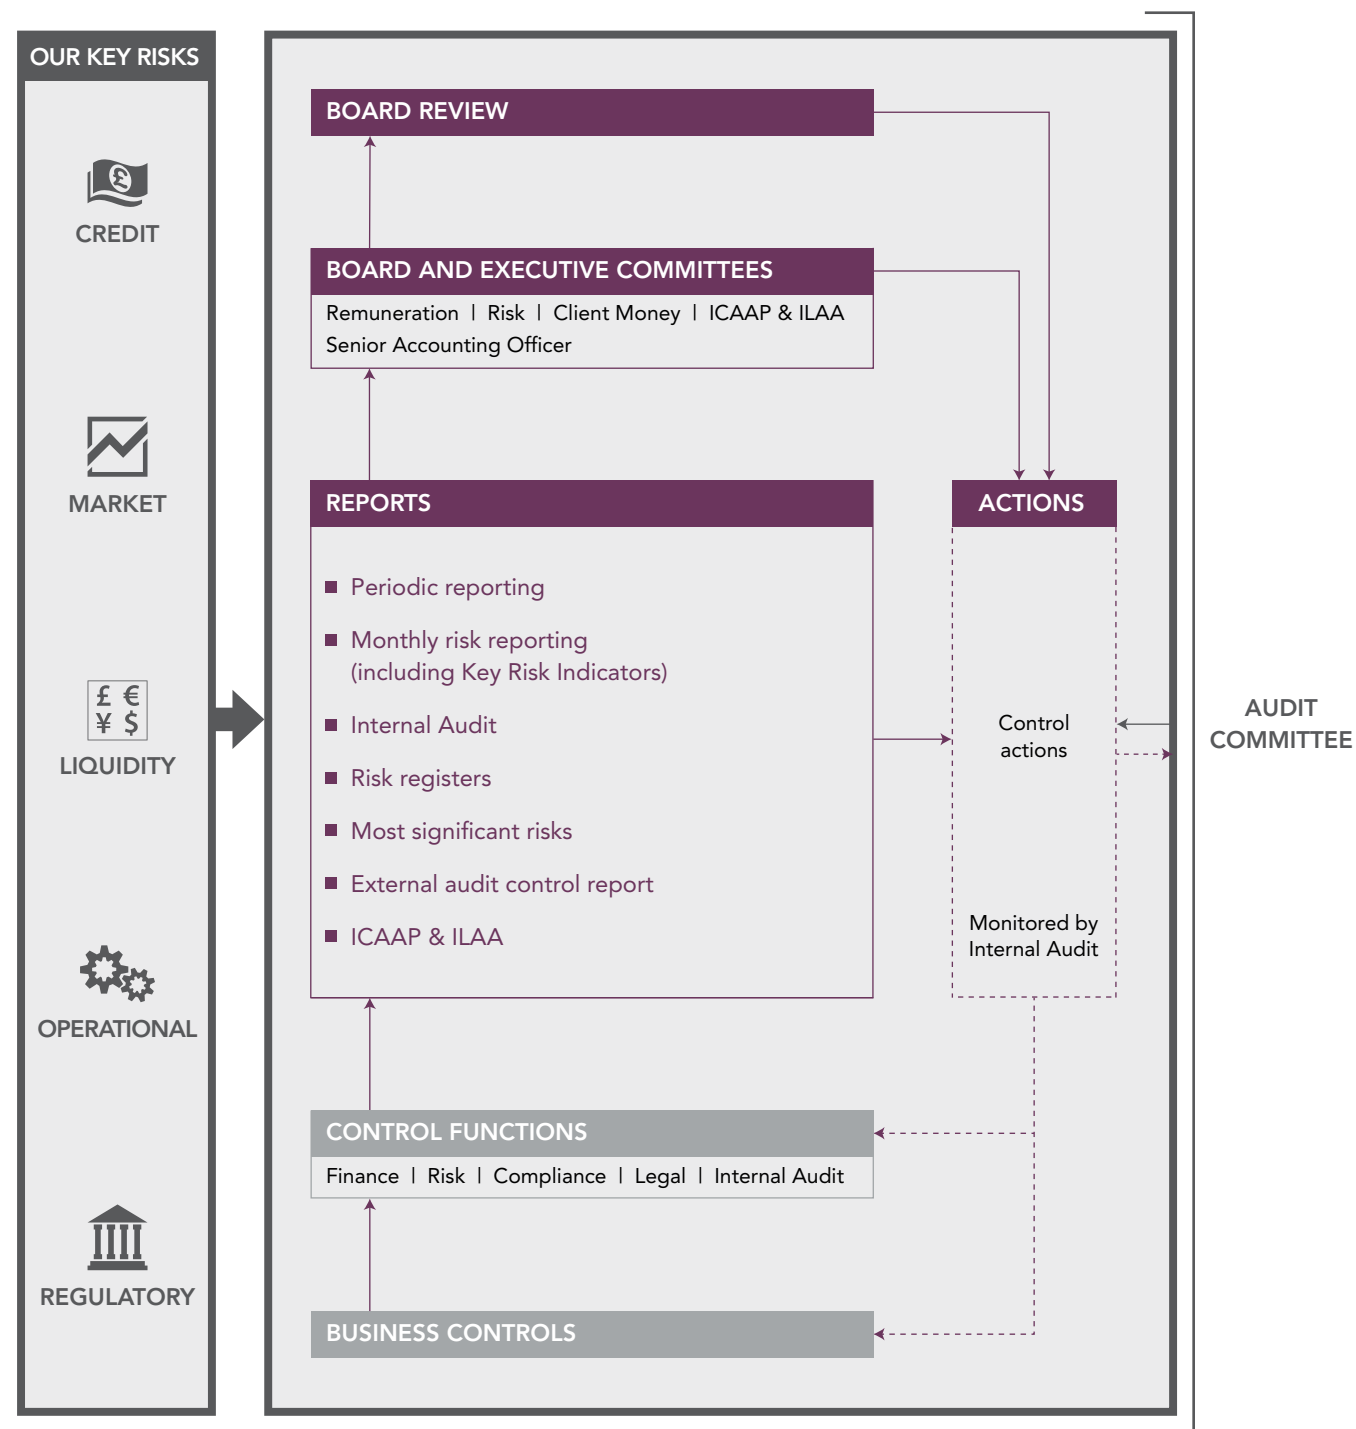 OUR KEY RISKS
CREDIT
MARKET
LIQUIDITY
OPERATIONAL
REGULATORY
BOARD REVIEW
BOARD AND EXECUTIVE COMMITTEES
Remuneration | Risk | Client Money | ICAAP & ILAA
Senior Accounting Officer
REPORTS
■ Periodic reporting
■ Monthly risk reporting
(including Key Risk Indicators)
■ Internal Audit
■ Risk registers
■ Most significant risks
■ External audit control report
■ ICAAP & ILAA
CONTROL FUNCTIONS
Finance | Risk | Compliance | Legal | Internal Audit
BUSINESS CONTROLS
ACTIONS
Control
actions
Monitored by
Internal Audit
AUDIT
COMMITTEE
£ €
¥ $
£